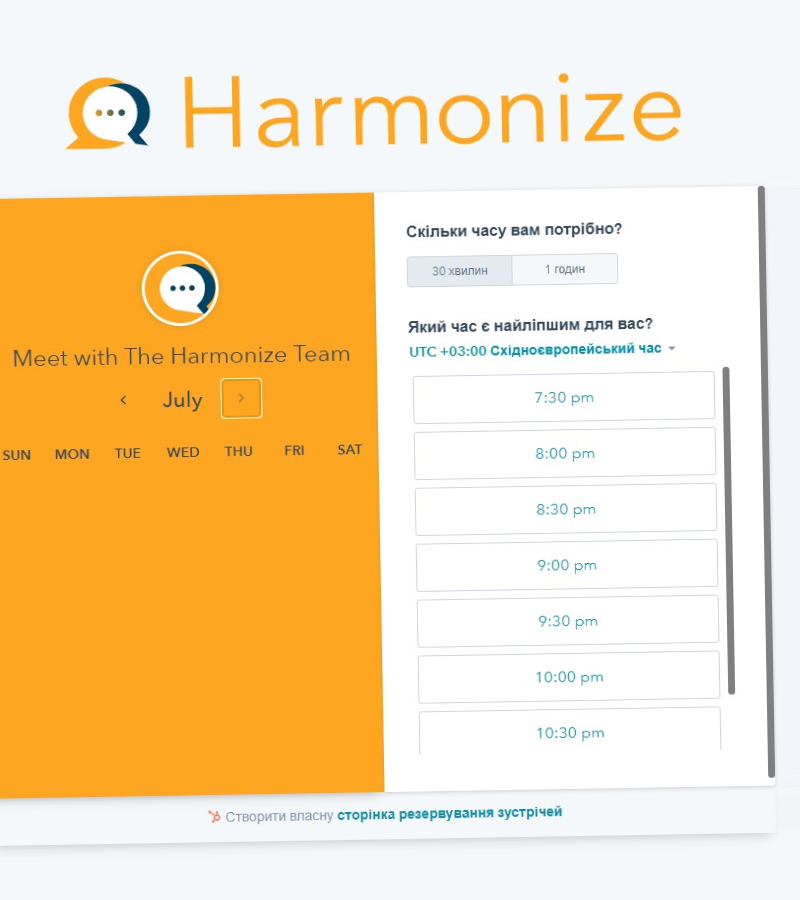 Harmonize
Meet with The Harmonize Team
July
SUN MON TUE WED THU FRI SAT
Скільки часу вам потрібно?
30 хвилин 1 годин
Який час є найліпшим для вас?
UTC +03:00 Східноєвропейський час
7:30 pm
8:00 pm
8:30 pm
9:00 pm
9:30 pm
10:00 pm
10:30 pm
Створити власну сторінка резервування зустрічей